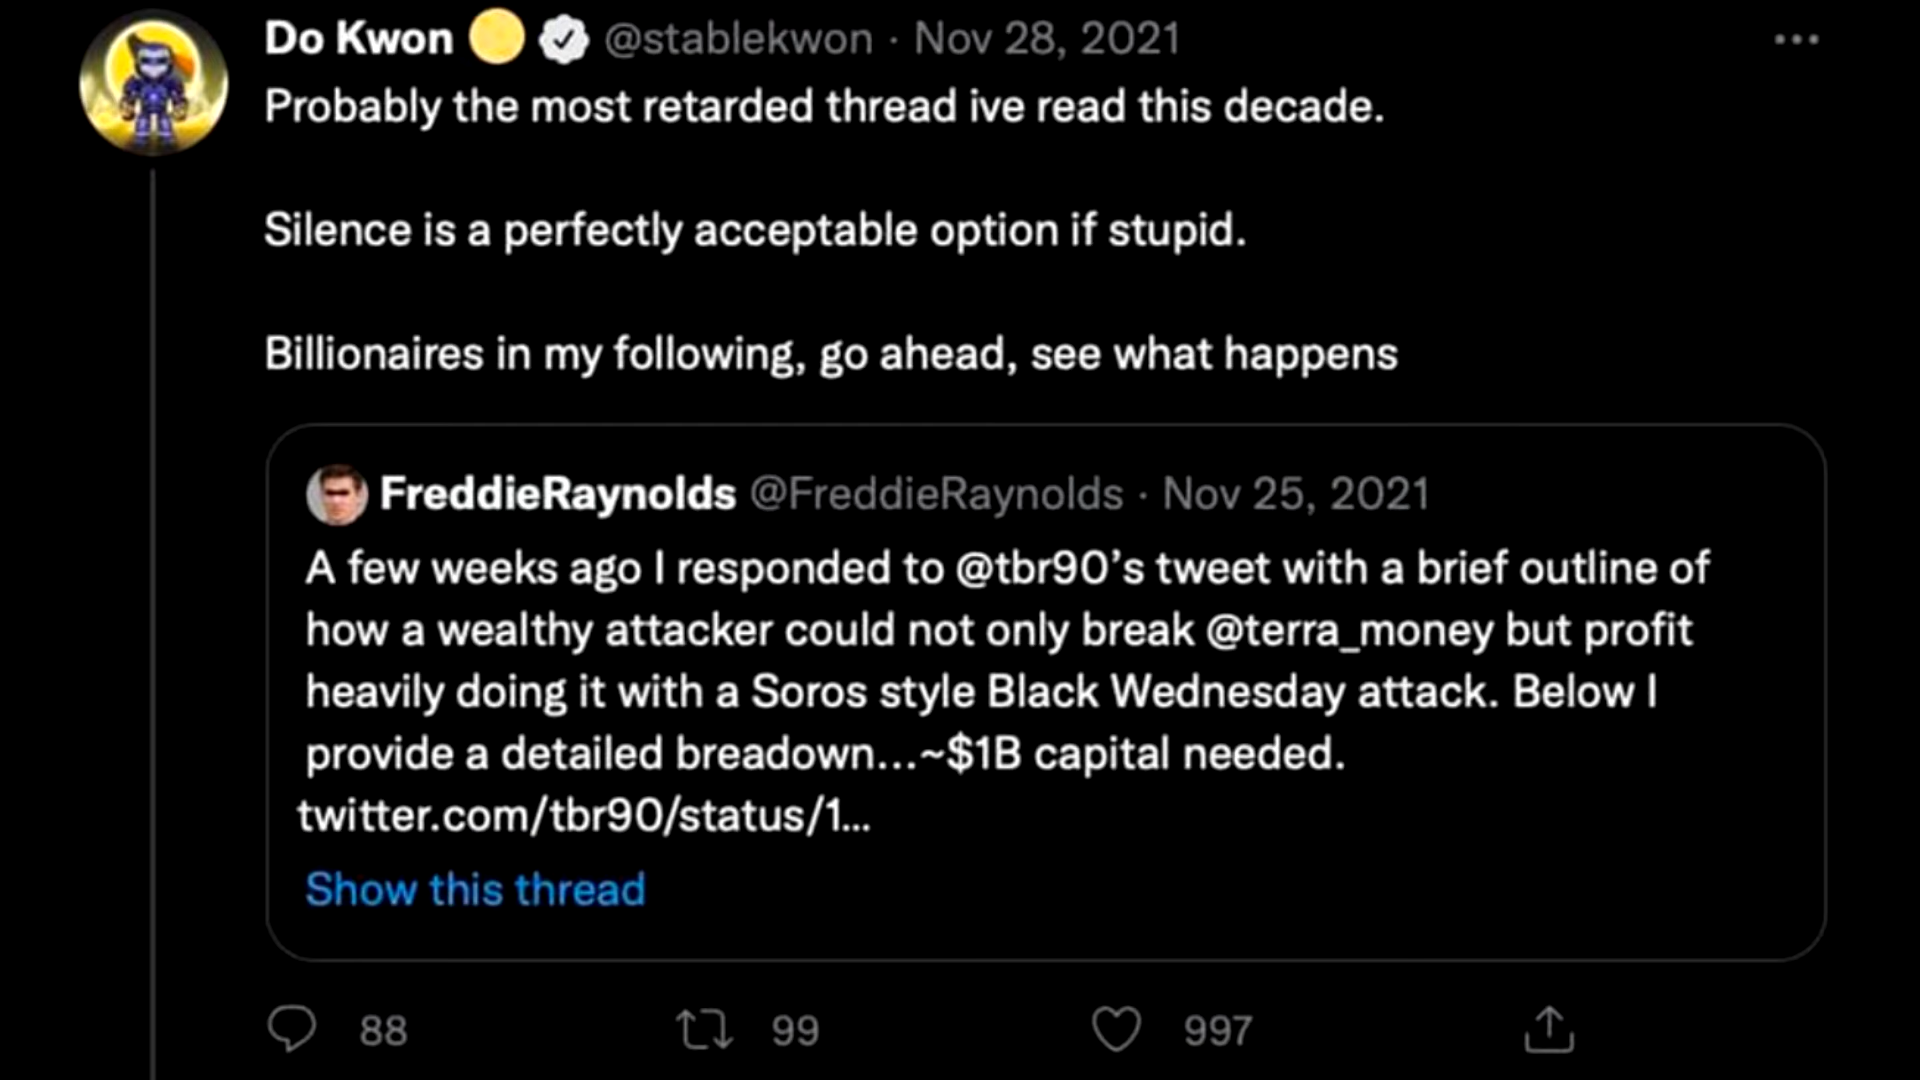 Do Kwon @stablekwon · Nov 28, 2021
Probably the most retarded thread ive read this decade.
Silence is a perfectly acceptable option if stupid.
Billionaires in my following, go ahead, see what happens
FreddieRaynolds @FreddieRaynolds · Nov 25, 2021
A few weeks ago I responded to @tbr90’s tweet with a brief outline of
how a wealthy attacker could not only break @terra_money but profit
heavily doing it with a Soros style Black Wednesday attack. Below I
provide a detailed breadown...~$1B capital needed.
twitter.com/tbr90/status/1...
Show this thread
88 99 997